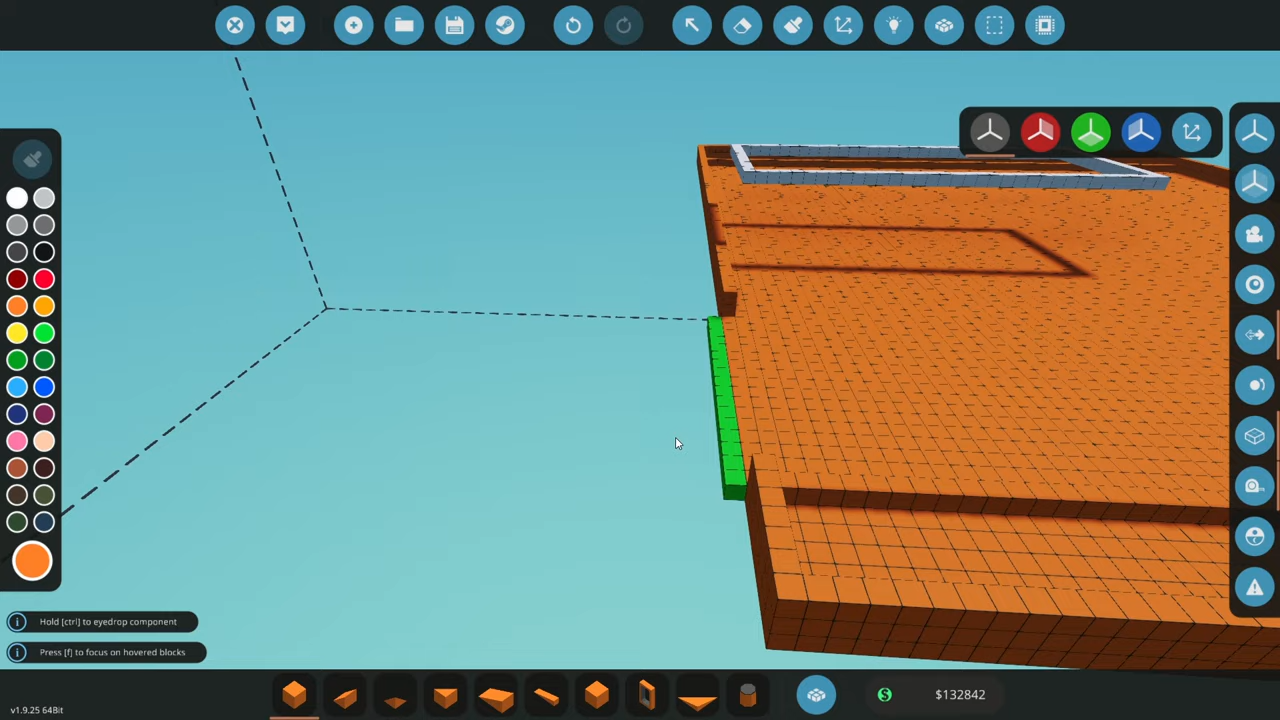 Hold [ctrl] to eyedrop component
Press [f] to focus on hovered blocks
v1.9.25 64Bit
$132842